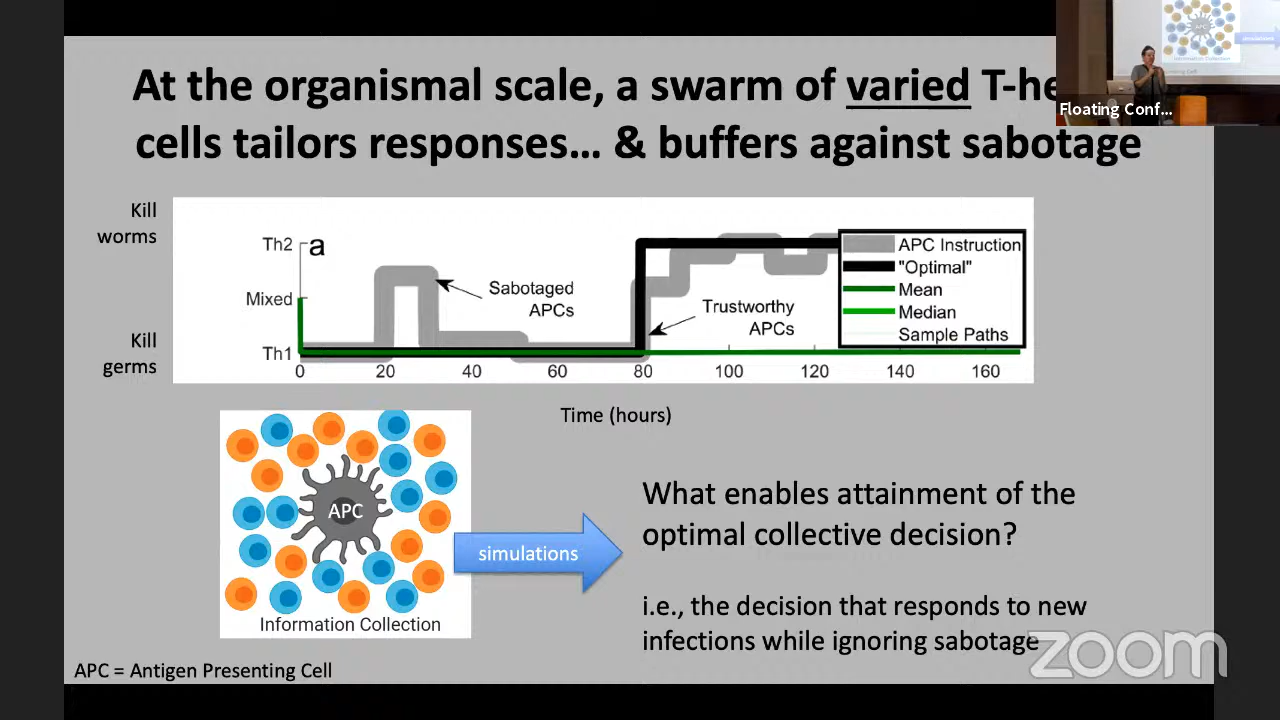 At the organismal scale, a swarm of varied
cells tailors responses… & buffers against sabotage
Floating Conf...
Kill
worms
Kill
germs
a
Th2
Mixed
Th1
Sabotaged
APCs
Trustworthy
APCs
APC Instruction
"Optimal"
Mean
Median
Sample Paths
0 20 40 60 80 100 120 140 160
Time (hours)
APC
Information Collection
simulations
What enables attainment of the
optimal collective decision?
i.e., the decision that responds to new
infections while ignoring sabotage
APC = Antigen Presenting Cell
zoom
APC
Information Collection